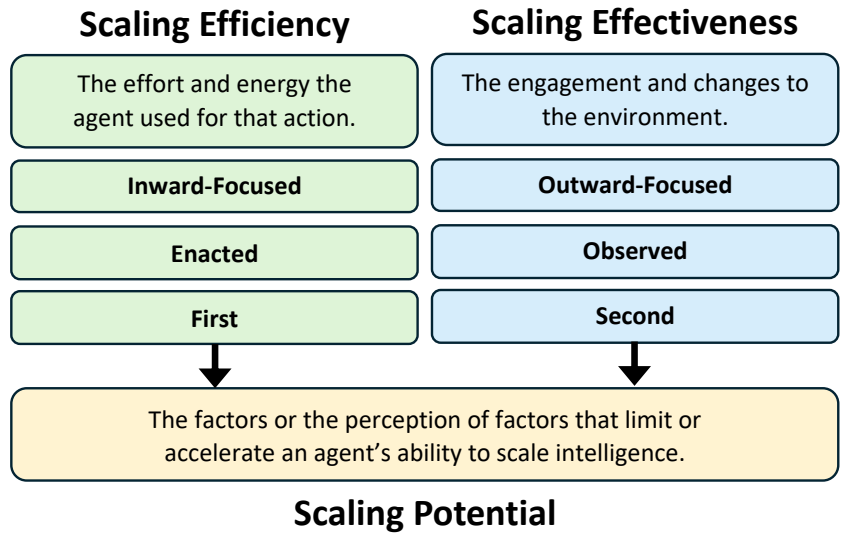 Scaling Efficiency
The effort and energy the
agent used for that action.
Inward-Focused
Enacted
First
Scaling Effectiveness
The engagement and changes to
the environment.
Outward-Focused
Observed
Second
The factors or the perception of factors that limit or
accelerate an agent’s ability to scale intelligence.
Scaling Potential